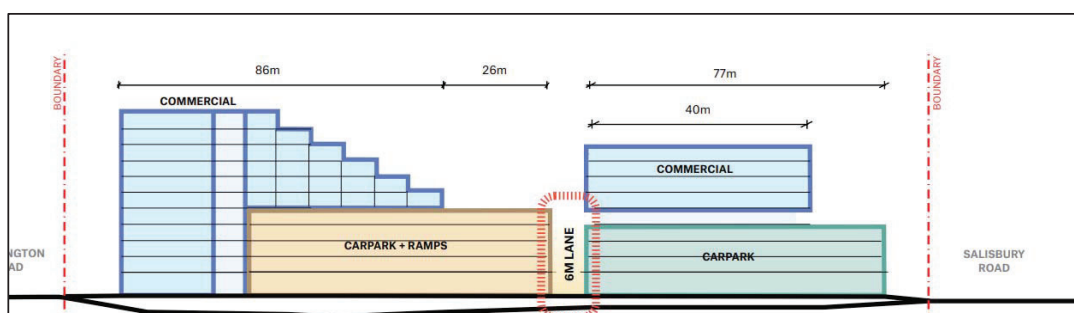 86m
26m
77m
BOUNDARY
COMMERCIAL
40m
BOUNDARY
COMMERCIAL
CARPARK + RAMPS
6M LANE
CARPARK
NGTON
AD
SALISBURY
ROAD